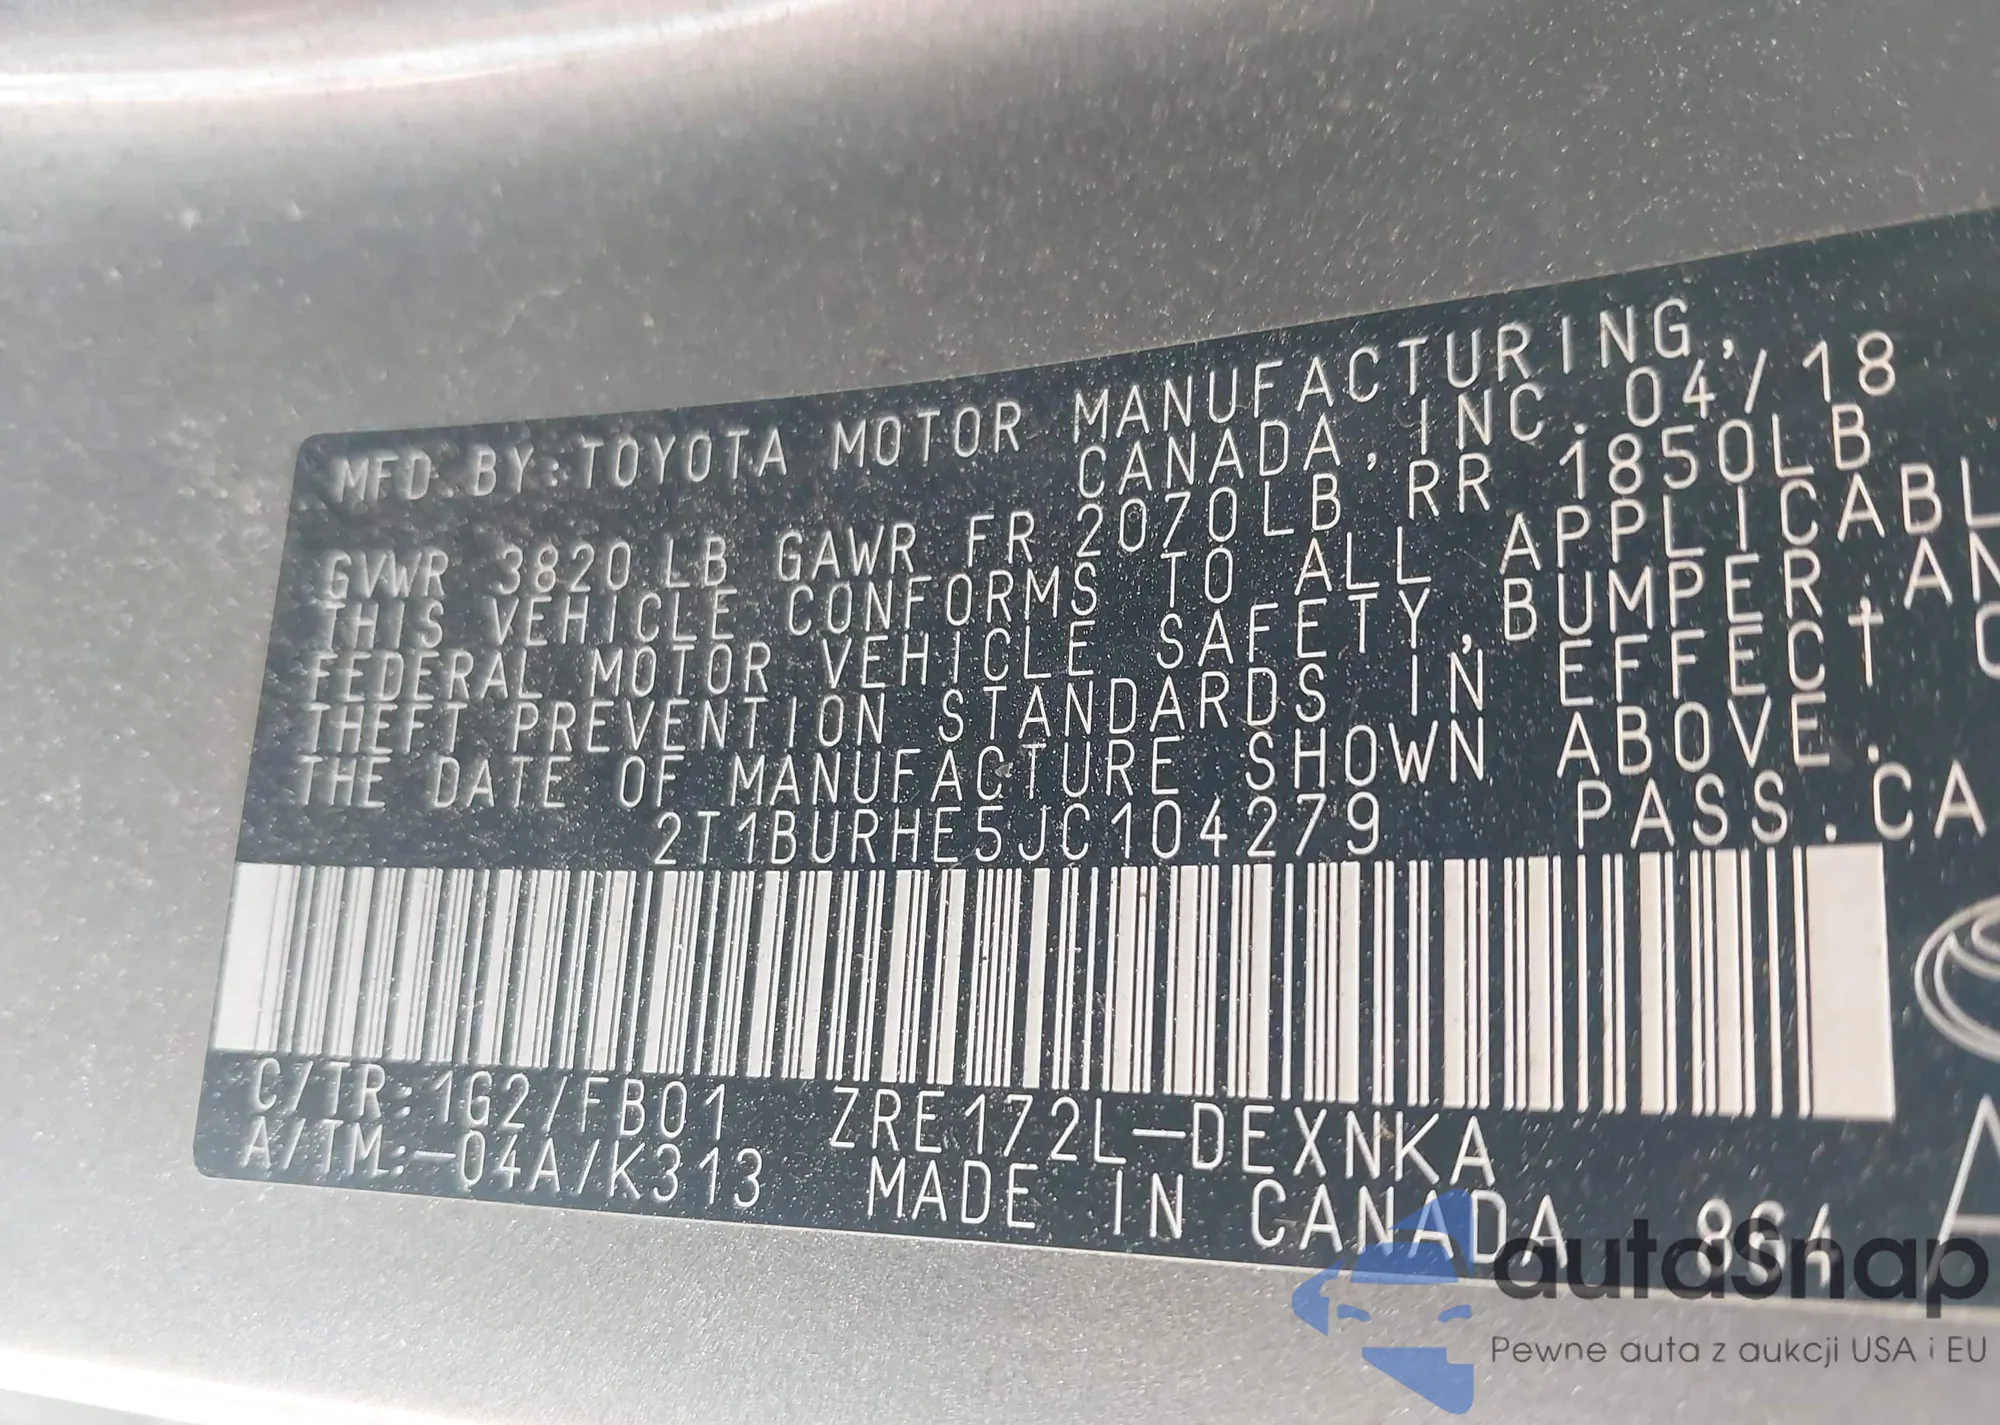 MFD. BY: TOYOTA MOTOR MANUFACTURING,
CANADA, INC. 04/18
GVWR 3820 LB GAWR FR 2070LB RR 1850LB
THIS VEHICLE CONFORMS TO ALL APPLICABL
FEDERAL MOTOR VEHICLE SAFETY, BUMPER, AN
THEFT PREVENTION STANDARDS IN EFFECT O
THE DATE OF MANUFACTURE SHOWN ABOVE.
2T1BURHE5JC104279 PASS.CA
C/TR: 1G2/FB01 ZRE172L-DEXNKA
A/TM:-04A/K313 MADE IN CANADA
autoSnap
Pewne auta z aukcji USA i EU